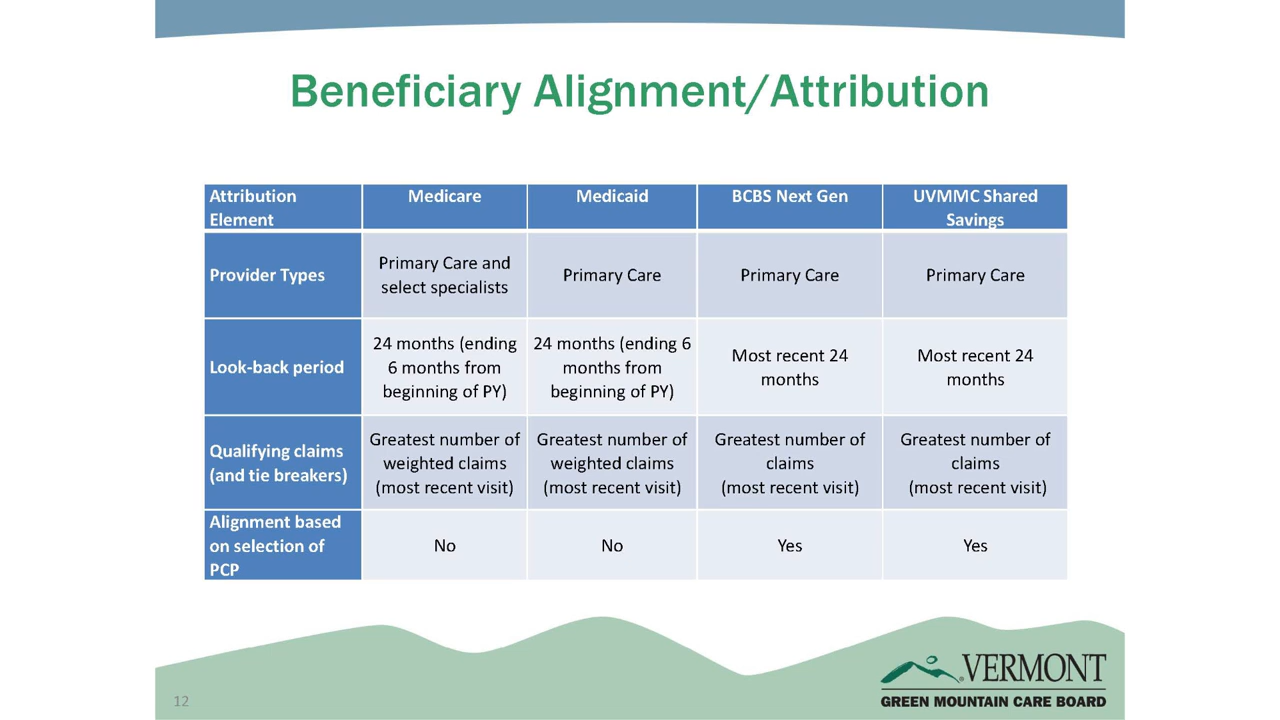 Beneficiary Alignment/Attribution
Attribution Element
Medicare
Medicaid
BCBS Next Gen
UVMMC Shared Savings
Provider Types
Primary Care and select specialists
Primary Care
Primary Care
Primary Care
Look-back period
24 months (ending 6 months from beginning of PY)
24 months (ending 6 months from beginning of PY)
Most recent 24 months
Most recent 24 months
Qualifying claims (and tie breakers)
Greatest number of weighted claims (most recent visit)
Greatest number of weighted claims (most recent visit)
Greatest number of claims (most recent visit)
Greatest number of claims (most recent visit)
Alignment based on selection of PCP
No
No
Yes
Yes
12
VERMONT
GREEN MOUNTAIN CARE BOARD